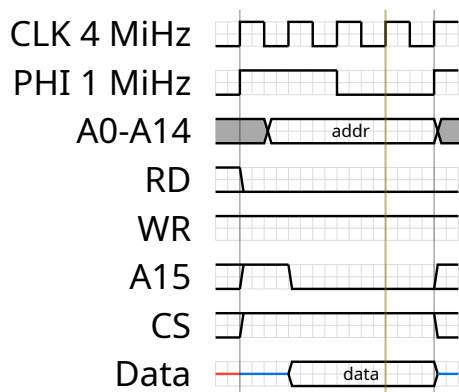 CLK 4 MiHz
PHI 1 MiHz
A0-A14
addr
RD
WR
A15
CS
Data
data